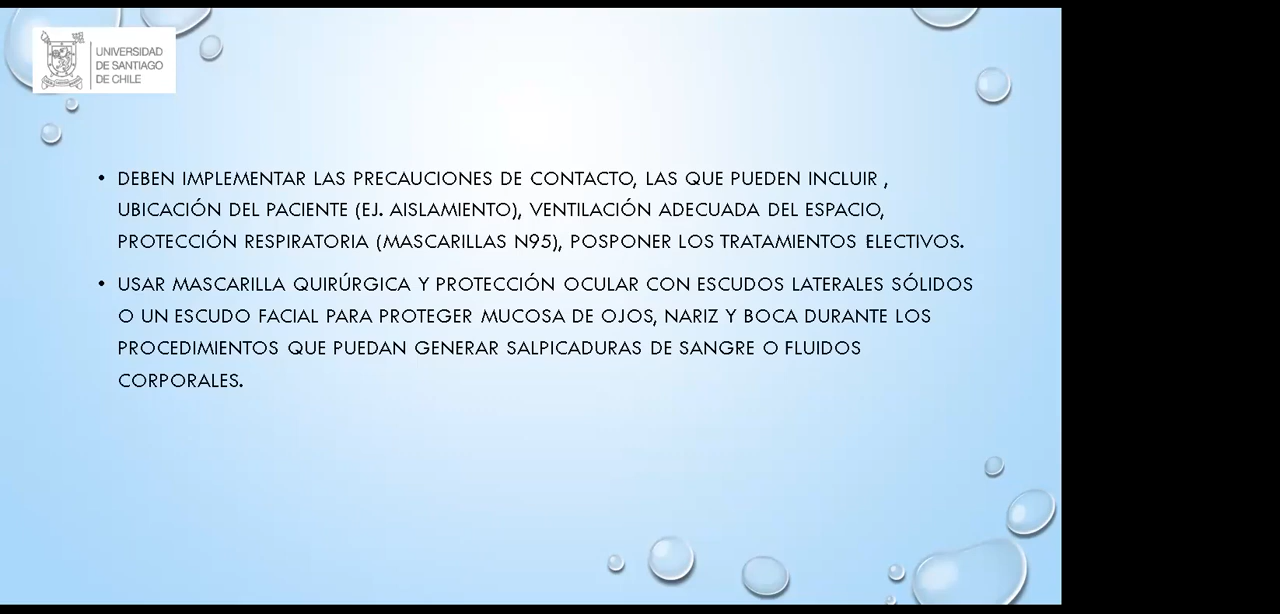 UNIVERSIDAD
DE SANTIAGO
DE CHILE
• DEBEN IMPLEMENTAR LAS PRECAUCIONES DE CONTACTO, LAS QUE PUEDEN INCLUIR ,
UBICACIÓN DEL PACIENTE (EJ. AISLAMIENTO), VENTILACIÓN ADECUADA DEL ESPACIO,
PROTECCIÓN RESPIRATORIA (MASCARILLAS N95), POSPONER LOS TRATAMIENTOS ELECTIVOS.
• USAR MASCARILLA QUIRÚRGICA Y PROTECCIÓN OCULAR CON ESCUDOS LATERALES SÓLIDOS
O UN ESCUDO FACIAL PARA PROTEGER MUCOSA DE OJOS, NARIZ Y BOCA DURANTE LOS
PROCEDIMIENTOS QUE PUEDAN GENERAR SALPICADURAS DE SANGRE O FLUIDOS
CORPORALES.